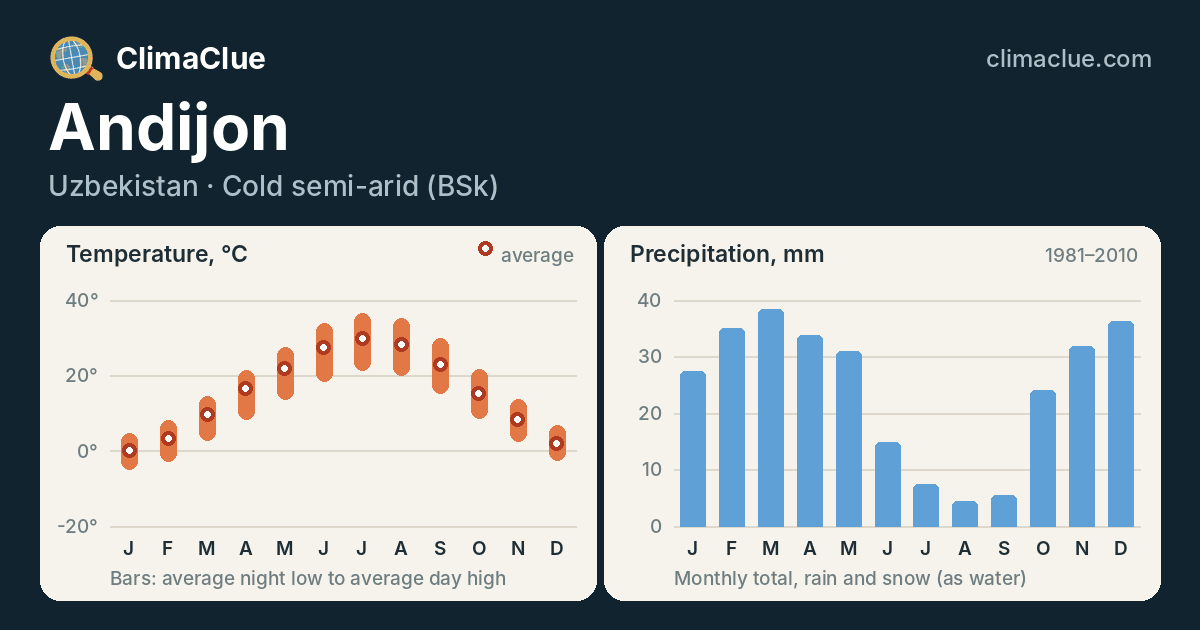 ClimaClue
climaclue.com
Andijon
Uzbekistan · Cold semi-arid (BSk)
Temperature, °C
average
40°
20°
0°
-20°
J F M A M J J A S O N D
Bars: average night low to average day high
Precipitation, mm
1981–2010
40
30
20
10
0
J F M A M J J A S O N D
Monthly total, rain and snow (as water)